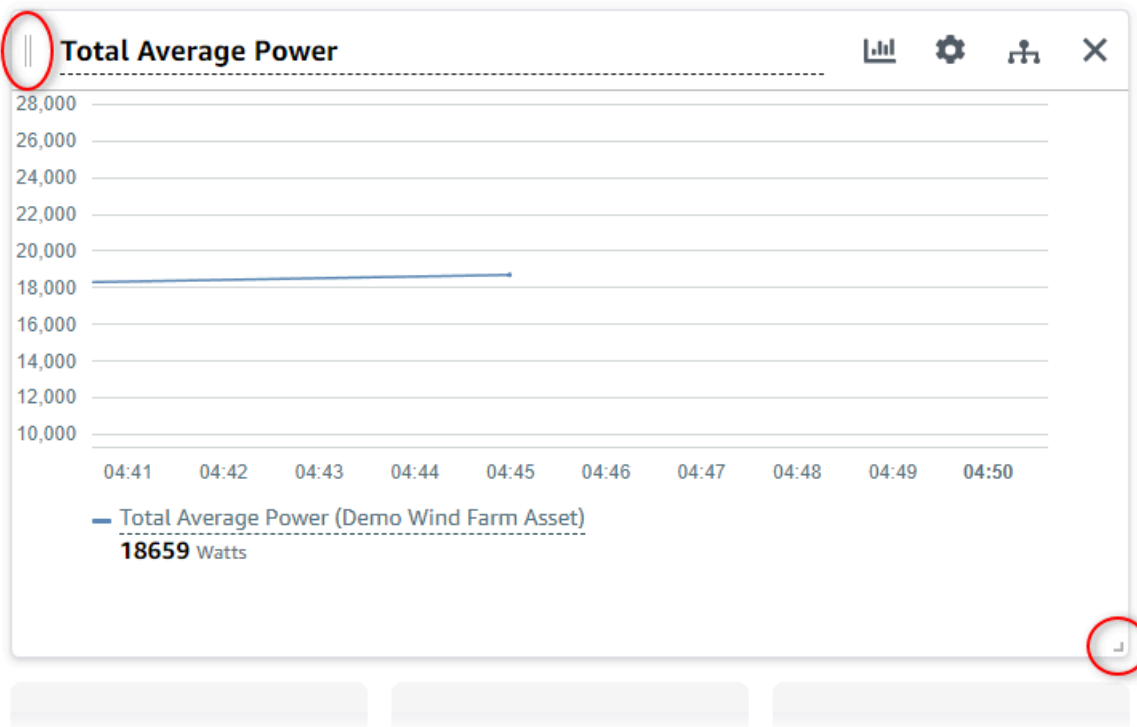 Total Average Power
28,000
26,000
24,000
22,000
20,000
18,000
16,000
14,000
12,000
10,000
04:41 04:42 04:43 04:44 04:45 04:46 04:47 04:48 04:49 04:50
Total Average Power (Demo Wind Farm Asset)
18659 Watts